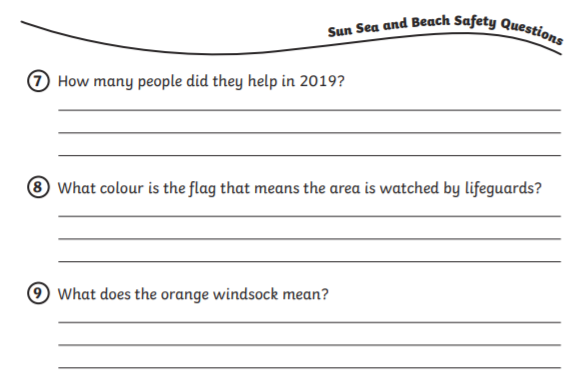 Sun Sea and Beach Safety Questions
7 How many people did they help in 2019?
8 What colour is the flag that means the area is watched by lifeguards?
9 What does the orange windsock mean?